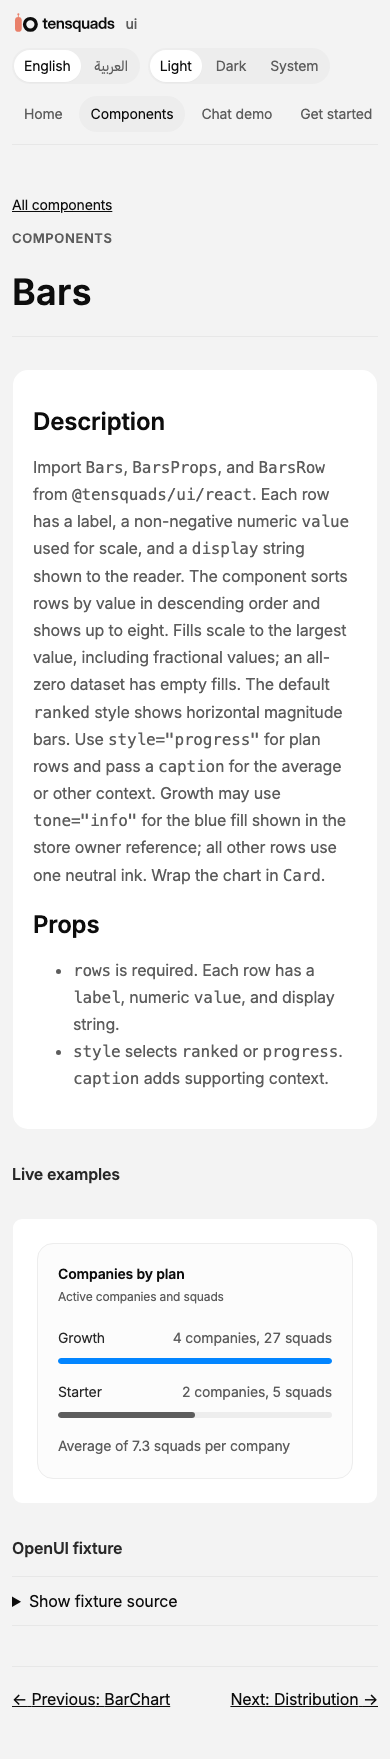 tensquads ui
English العربية Light Dark System
Home Components Chat demo Get started
All components
COMPONENTS
Bars
Description
Import Bars, BarsProps, and BarsRow
from @tensquads/ui/react. Each row
has a label, a non-negative numeric value
used for scale, and a display string
shown to the reader. The component sorts
rows by value in descending order and
shows up to eight. Fills scale to the largest
value, including fractional values; an all-
zero dataset has empty fills. The default
ranked style shows horizontal magnitude
bars. Use style="progress" for plan
rows and pass a caption for the average
or other context. Growth may use
tone="info" for the blue fill shown in the
store owner reference; all other rows use
one neutral ink. Wrap the chart in Card.
Props
• rows is required. Each row has a
label, numeric value, and display
string.
• style selects ranked or progress.
caption adds supporting context.
Live examples
Companies by plan
Active companies and squads
Growth 4 companies, 27 squads
Starter 2 companies, 5 squads
Average of 7.3 squads per company
OpenUI fixture
▶ Show fixture source
← Previous: BarChart Next: Distribution →